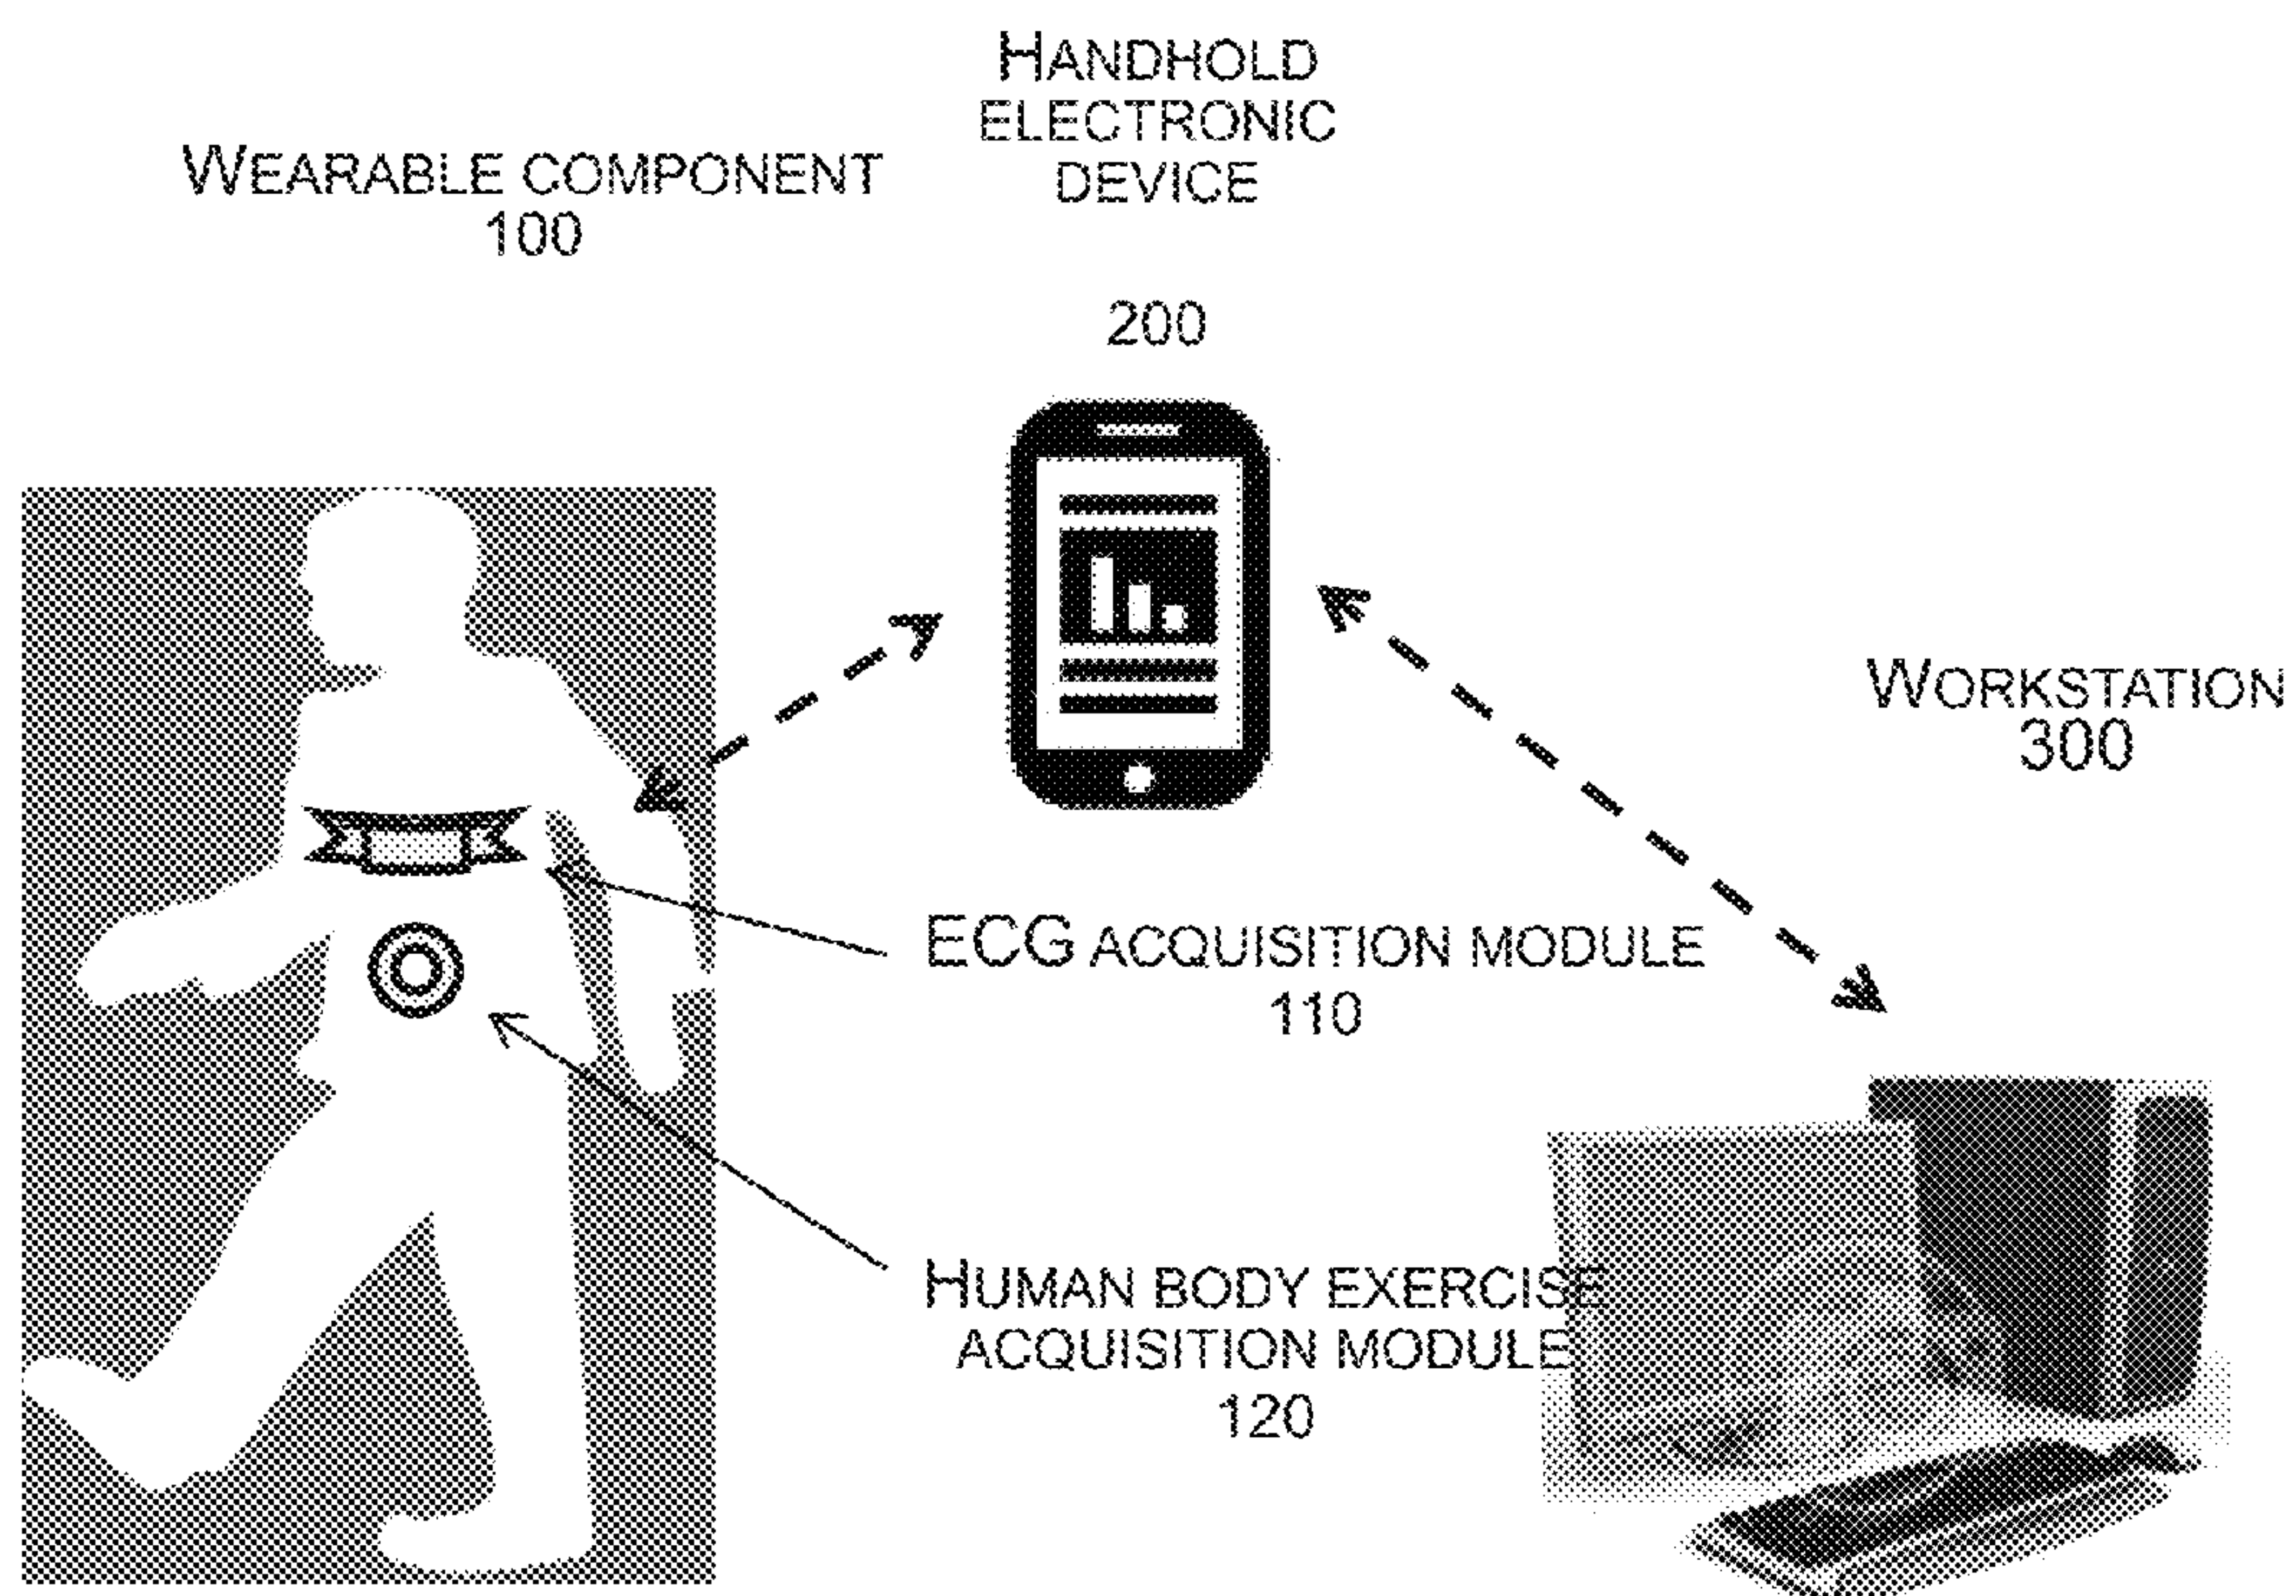 HANDHOLD
ELECTRONIC
DEVICE
200
WEARABLE COMPONENT
100
WORKSTATION
300
ECG ACQUISITION MODULE
110
HUMAN BODY EXERCISE
ACQUISITION MODULE
120